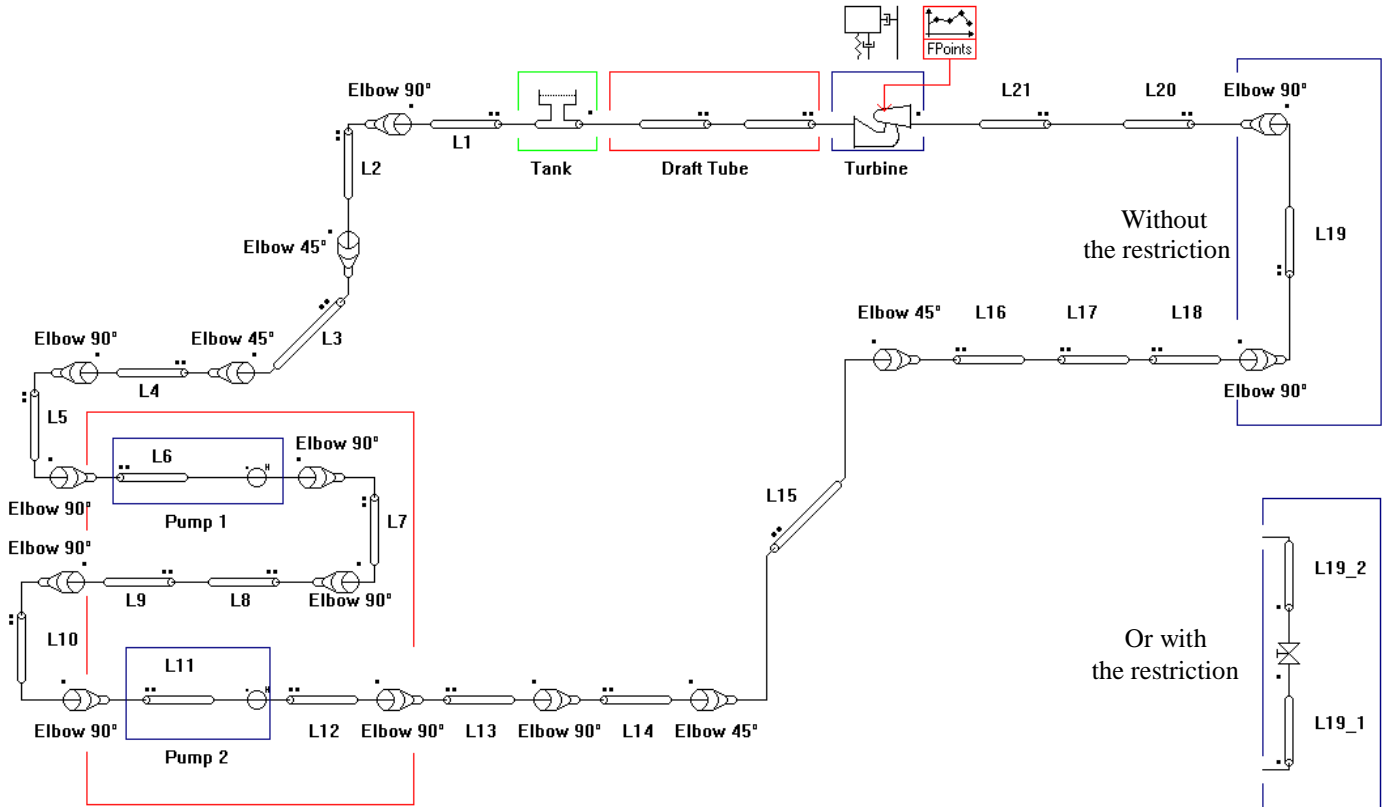 FPoints
Elbow 90°
L1
L2
Tank
Draft Tube
Turbine
L21
L20
Elbow 90°
Elbow 45°
Without
the restriction
L19
Elbow 90°
Elbow 45°
L3
L4
L5
Elbow 45°
L16
L17
L18
Elbow 90°
Elbow 90°
L6
H
Elbow 90°
Pump 1
L7
L15
Elbow 90°
L9
L8
Elbow 90°
L10
L11
H
Elbow 90°
Pump 2
L12
Elbow 90°
L13
Elbow 90°
L14
Elbow 45°
L19_2
Or with
the restriction
L19_1